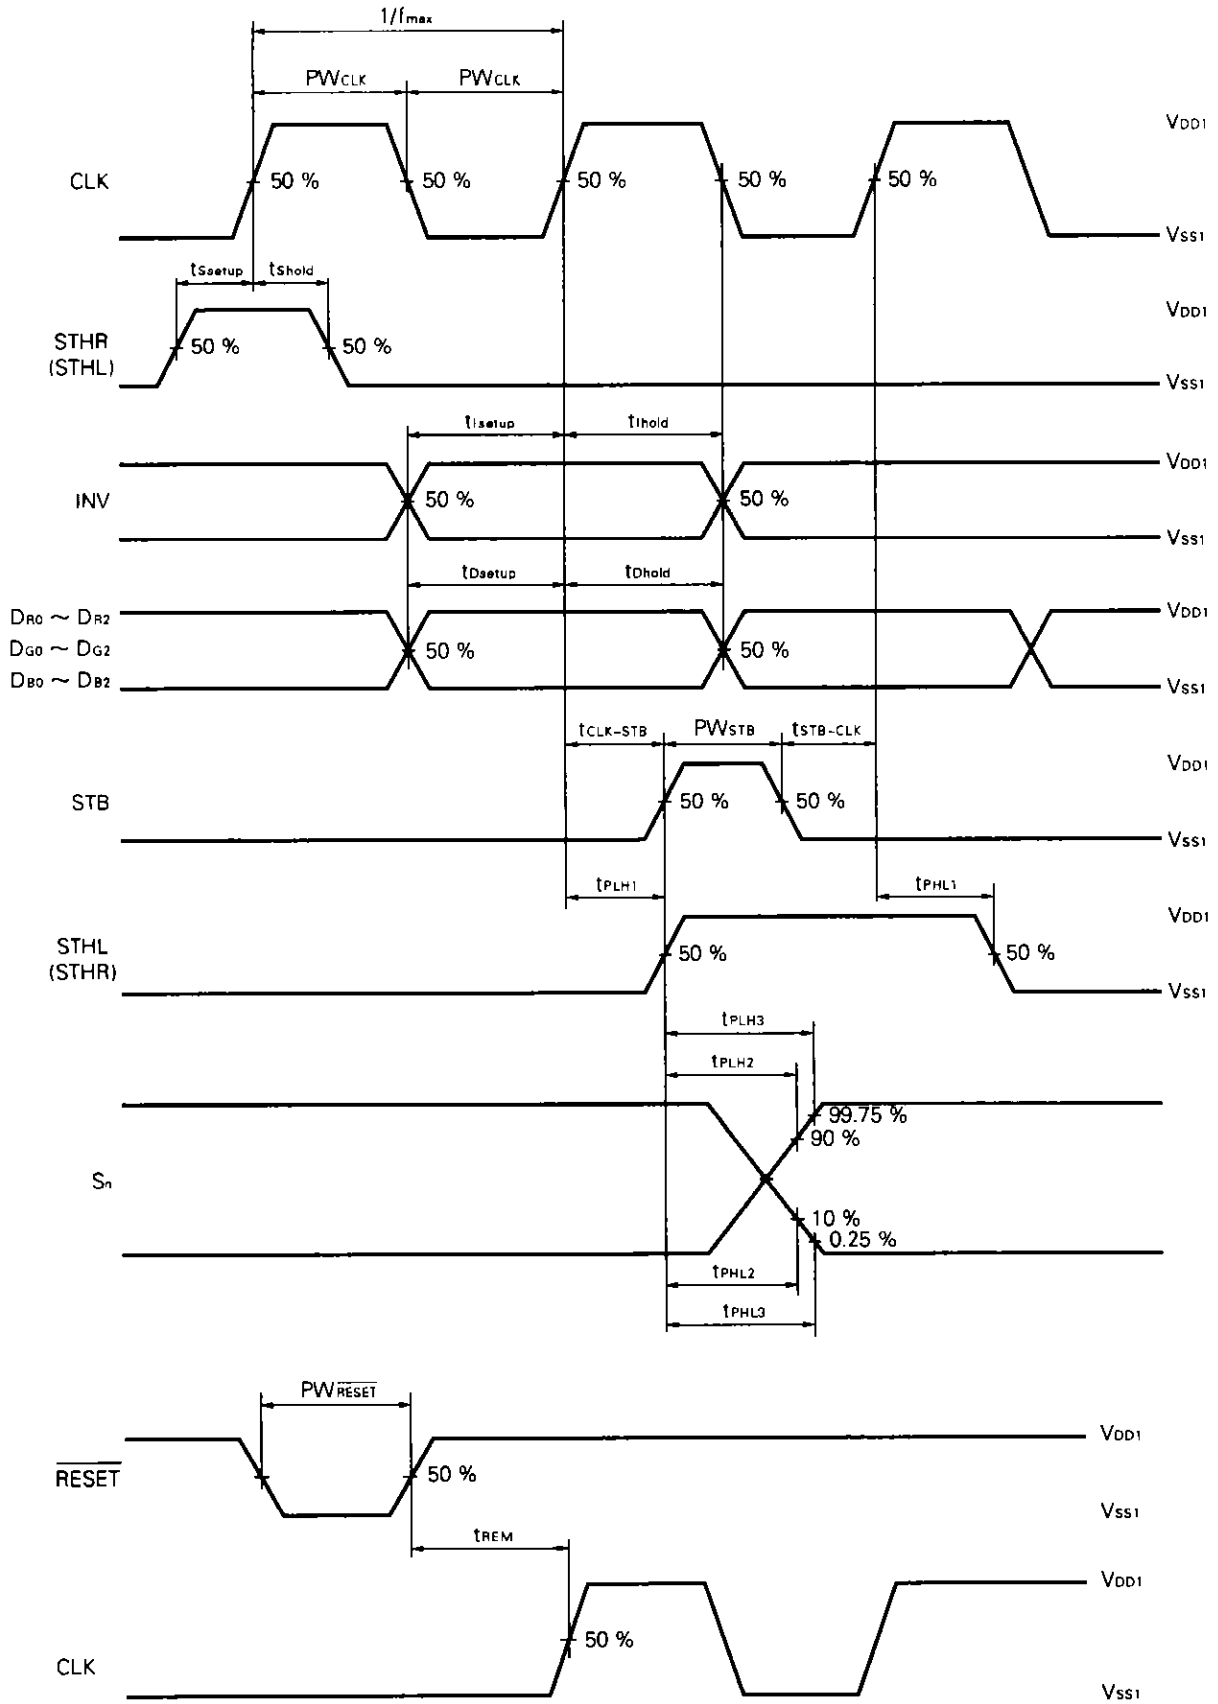 1/fmax
PWCLK PWCLK
VDD1
CLK 50 % 50 % 50 % 50 % 50 %
VSS1
tSsetup tShold
VDD1
STHR
(STHL)
50 % 50 %
VSS1
tIsetup tIhold
VDD1
INV 50 % 50 %
VSS1
tDsetup tDhold
DR0 ~ DR2 VDD1
DG0 ~ DG2 50 % 50 %
DB0 ~ DB2 VSS1
tCLK-STB PWSTB tSTB-CLK
VDD1
STB 50 % 50 %
VSS1
tPLH1 tPHL1
VDD1
STHL
(STHR)
50 % 50 %
VSS1
tPLH3
tPLH2
99.75 %
90 %
Sn
10 %
0.25 %
tPHL2
tPHL3
PWRESET
VDD1
RESET 50 %
VSS1
tREM
VDD1
50 %
CLK
VSS1